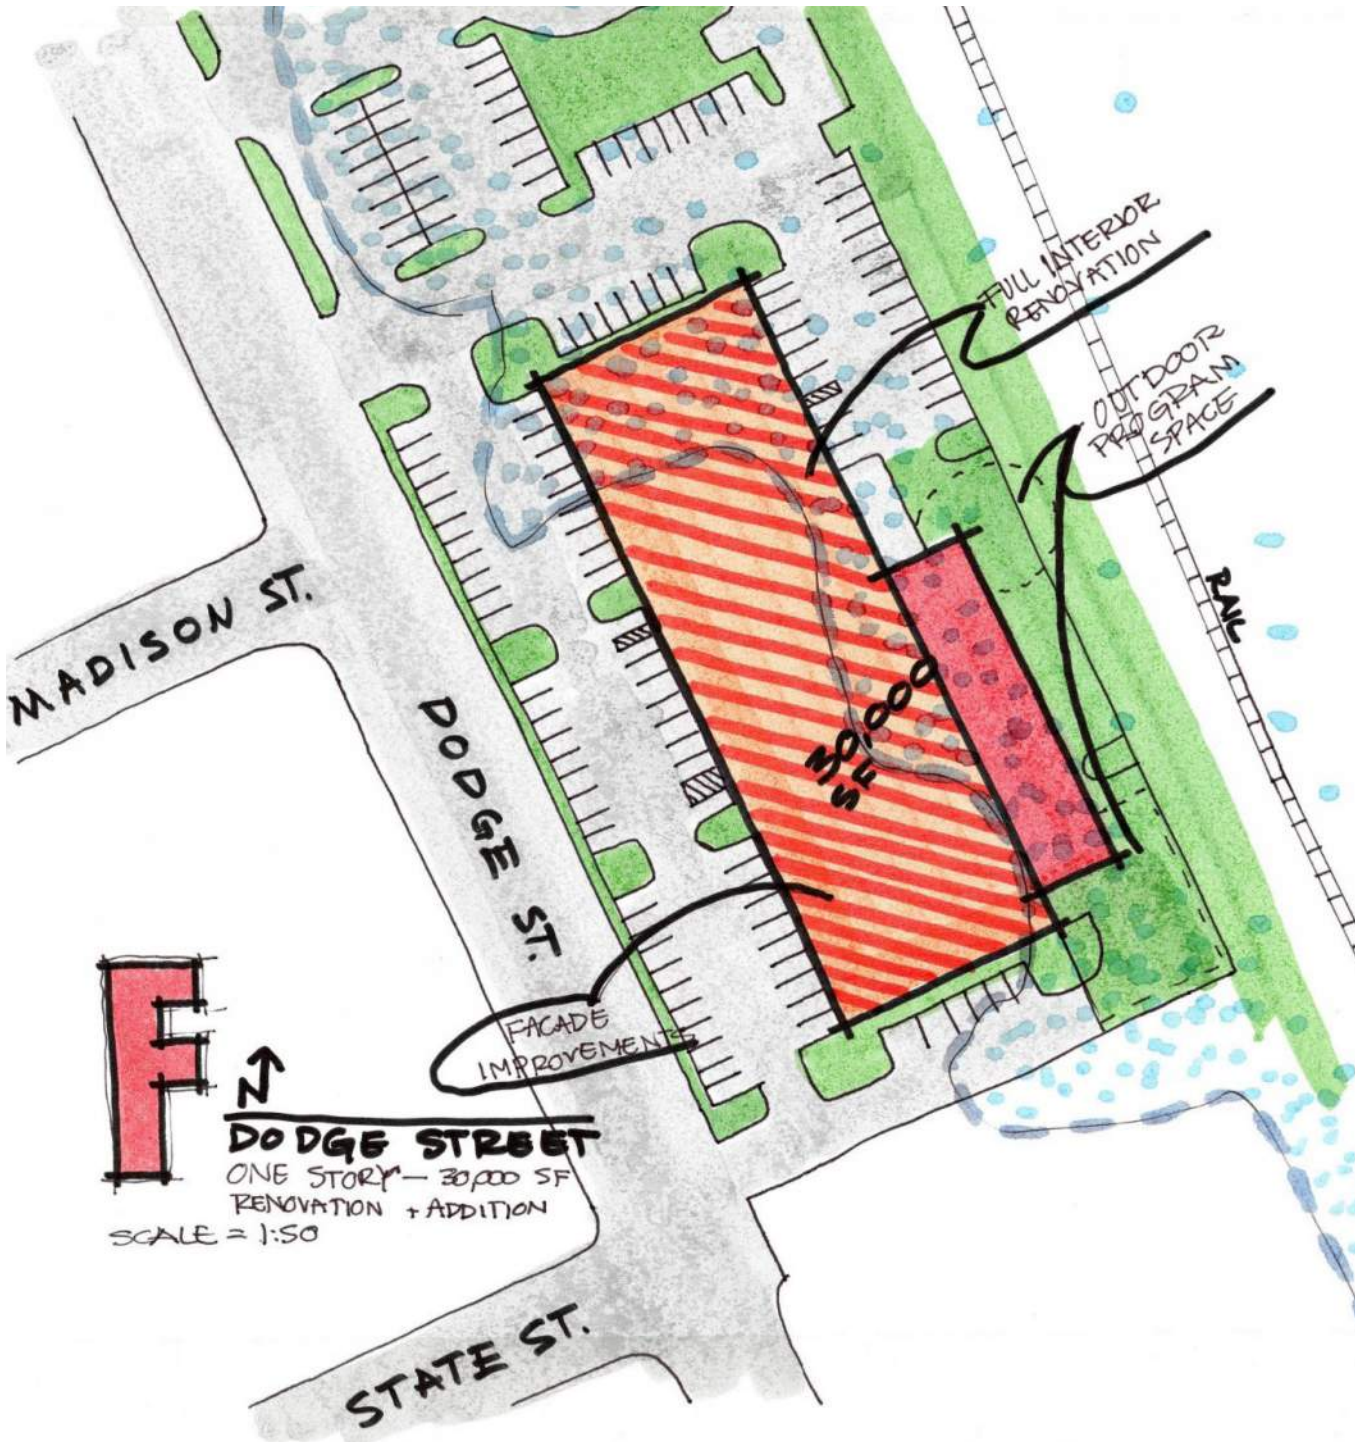 FULL INTERIOR
RENOVATION
OUTDOOR
PROGRAM
SPACE
RAIL
MADISON ST.
DODGE ST.
30,000
SF
FACADE
IMPROVEMENTS
F
N
DODGE STREET
ONE STORY - 30,000 SF
RENOVATION + ADDITION
SCALE = 1:50
STATE ST.